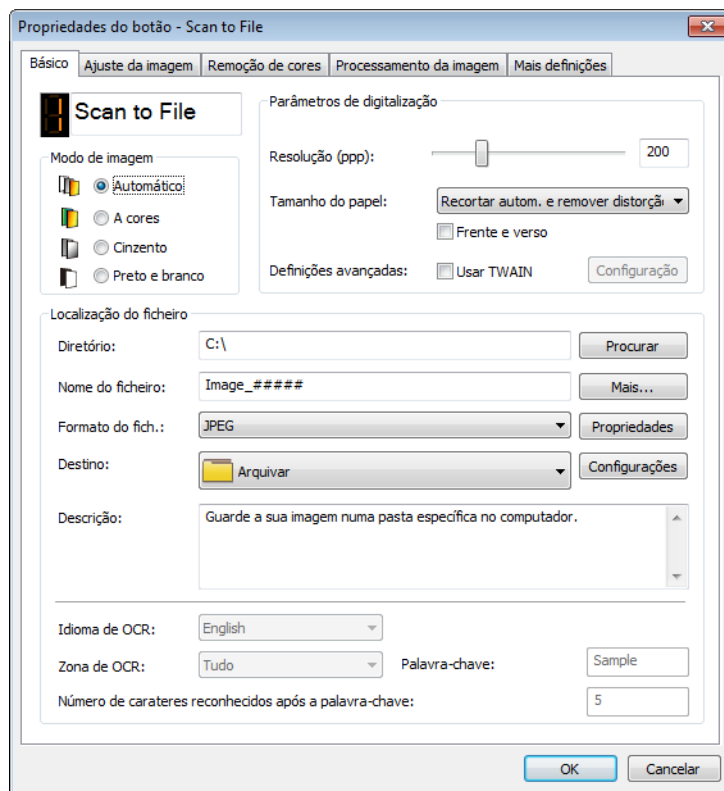 Propriedades do botão - Scan to File
Básico Ajuste da imagem Remoção de cores Processamento da imagem Mais definições
1 Scan to File
Modo de imagem
Automático
A cores
Cinzento
Preto e branco
Parâmetros de digitalização
Resolução (ppp): 200
Tamanho do papel: Recortar autom. e remover distorçã
Frente e verso
Definições avançadas: Usar TWAIN Configuração
Localização do ficheiro
Diretório: C:\ Procurar
Nome do ficheiro: Image_##### Mais...
Formato do fich.: JPEG Propriedades
Destino: Arquivar Configurações
Descrição: Guarde a sua imagem numa pasta específica no computador.
Idioma de OCR: English
Zona de OCR: Tudo Palavra-chave: Sample
Número de carateres reconhecidos após a palavra-chave: 5
OK Cancelar